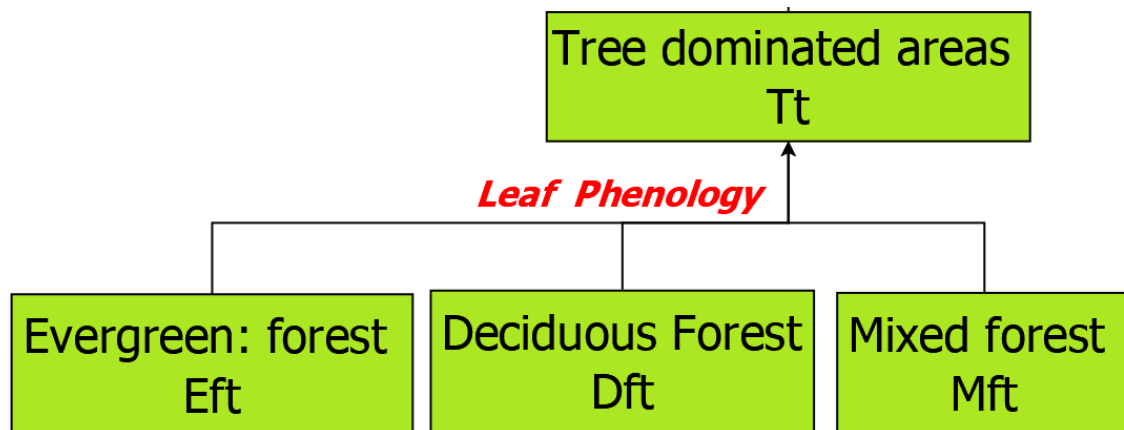 Tree dominated areas
Tt
Leaf Phenology
Evergreen: forest
Eft
Deciduous Forest
Dft
Mixed forest
Mft